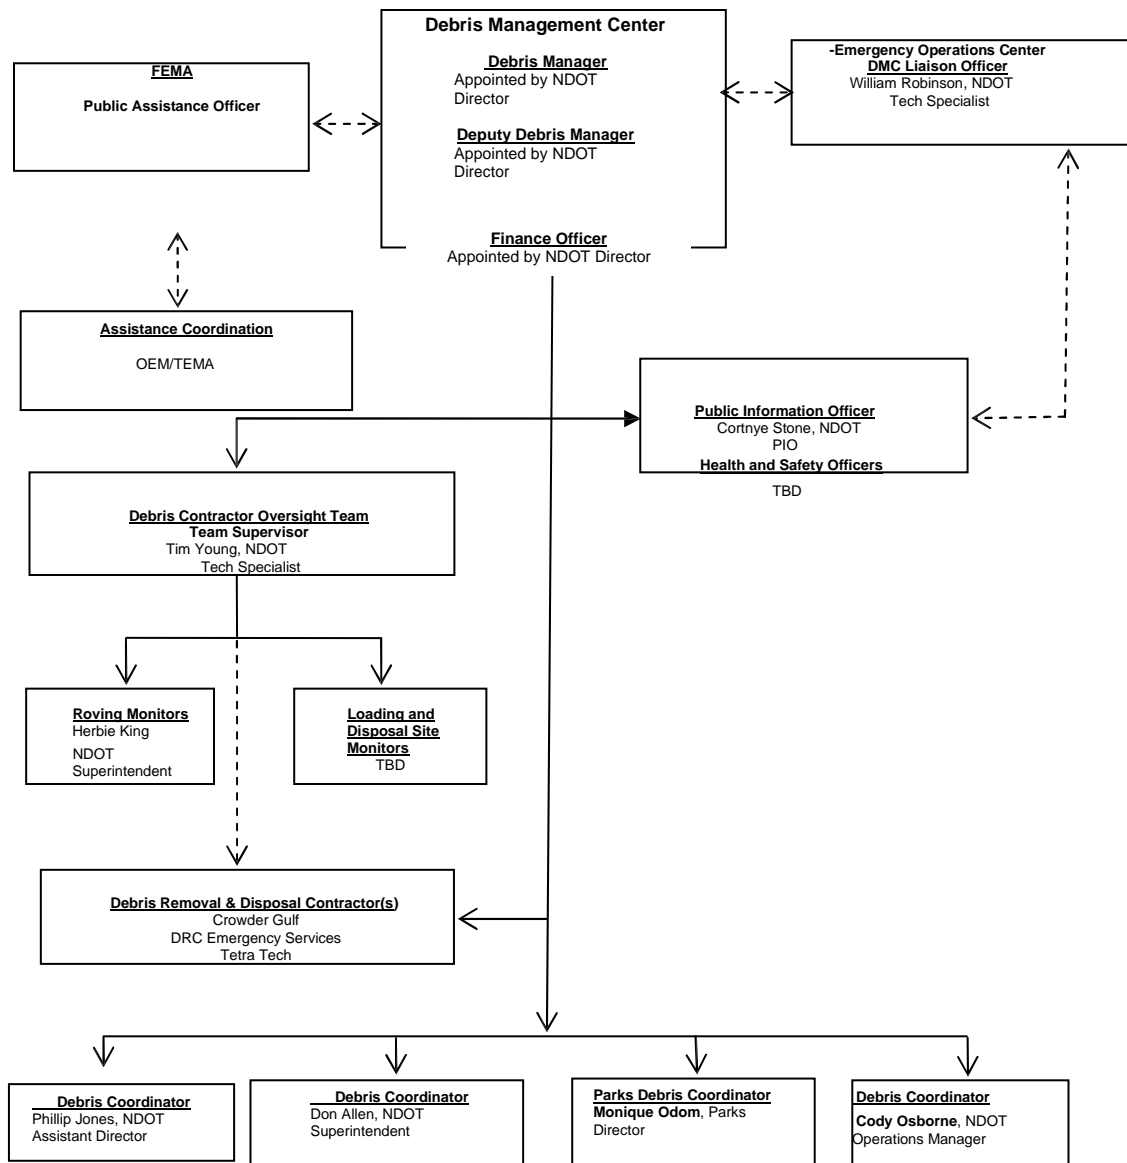 Debris Management Center
Debris Manager
Appointed by NDOT
Director
Deputy Debris Manager
Appointed by NDOT
Director
Finance Officer
Appointed by NDOT Director
FEMA
Public Assistance Officer
-Emergency Operations Center
DMC Liaison Officer
William Robinson, NDOT
Tech Specialist
Assistance Coordination
OEM/TEMA
Public Information Officer
Cortnye Stone, NDOT
PIO
Health and Safety Officers
TBD
Debris Contractor Oversight Team
Team Supervisor
Tim Young, NDOT
Tech Specialist
Roving Monitors
Herbie King
NDOT
Superintendent
Loading and
Disposal Site
Monitors
TBD
Debris Removal & Disposal Contractor(s)
Crowder Gulf
DRC Emergency Services
Tetra Tech
Debris Coordinator
Phillip Jones, NDOT
Assistant Director
Debris Coordinator
Don Allen, NDOT
Superintendent
Parks Debris Coordinator
Monique Odom, Parks
Director
Debris Coordinator
Cody Osborne, NDOT
Operations Manager